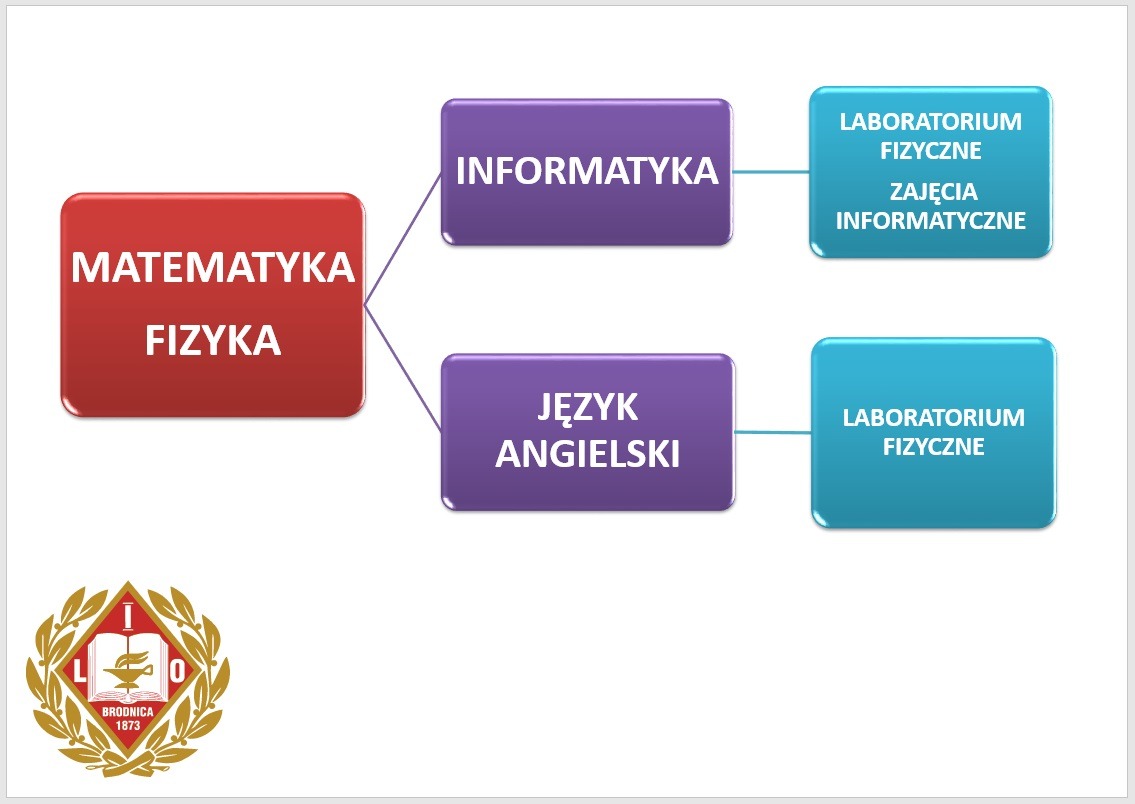 MATEMATYKA
FIZYKA
INFORMATYKA
LABORATORIUM
FIZYCZNE
ZAJĘCIA
INFORMATYCZNE
JĘZYK
ANGIELSKI
LABORATORIUM
FIZYCZNE
I
L O
BRODNICA
1873